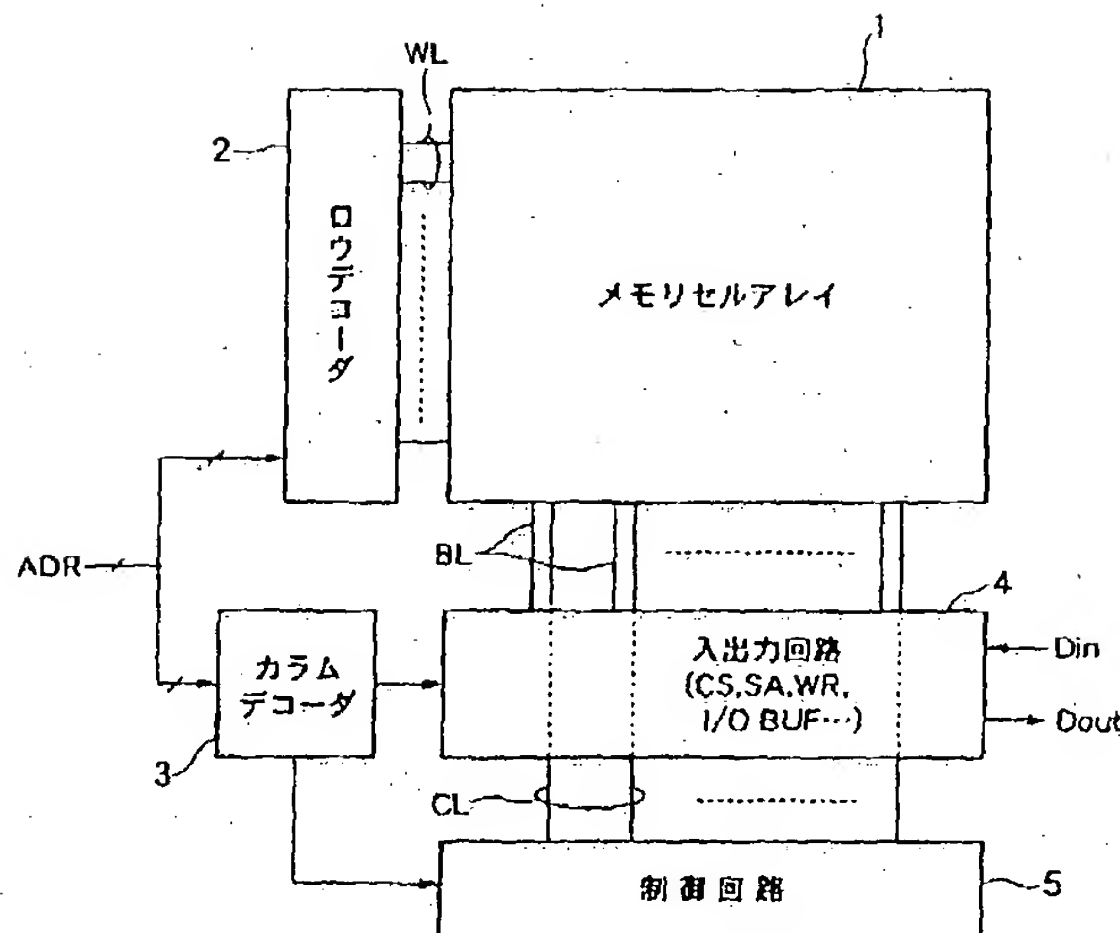 1
WL
2
ロウデコーダ
メモリセルアレイ
ADR
BL
4
カラム
デコーダ
入出力回路
(CS,SA,WR,
I/O BUF…)
Din
Dout
3
CL
制御回路
5